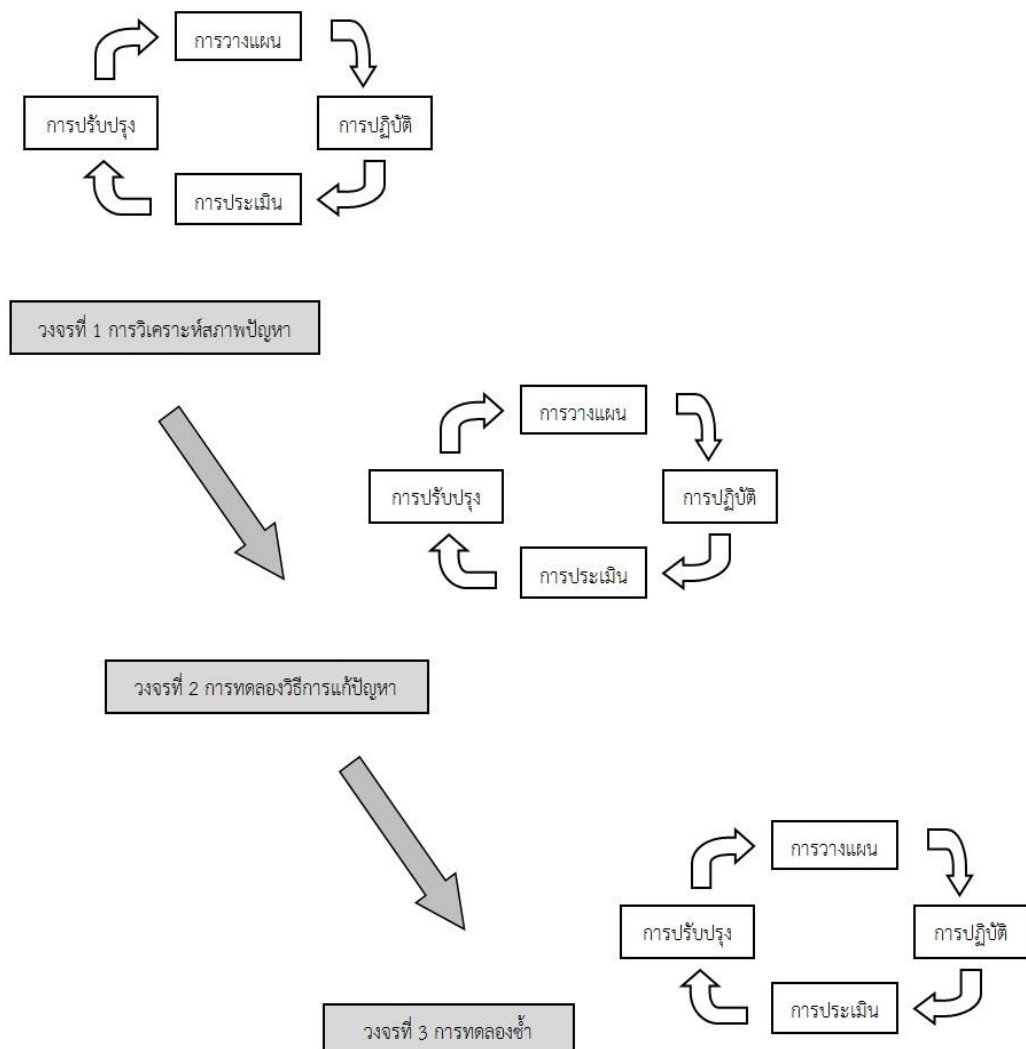 การวางแผน
การปรับปรุง
การปฏิบัติ
การประเมิน
วงจรที่ 1 การวิเคราะห์สภาพปัญหา
การวางแผน
การปรับปรุง
การปฏิบัติ
การประเมิน
วงจรที่ 2 การทดลองวิธีการแก้ปัญหา
การวางแผน
การปรับปรุง
การปฏิบัติ
การประเมิน
วงจรที่ 3 การทดลองซ้ำ